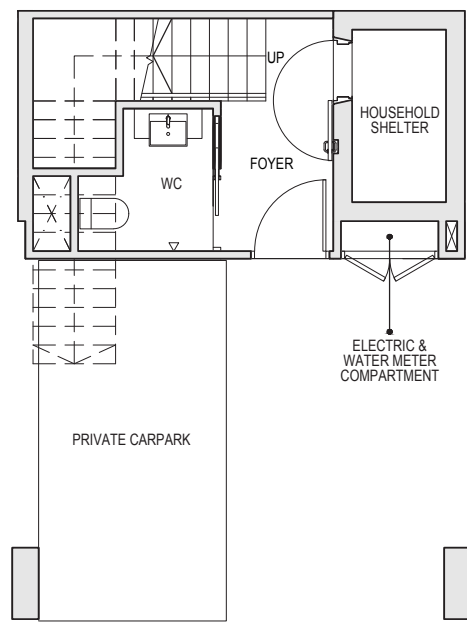 UP
HOUSEHOLD
SHELTER
FOYER
WC
ELECTRIC &
WATER METER
COMPARTMENT
PRIVATE CARPARK